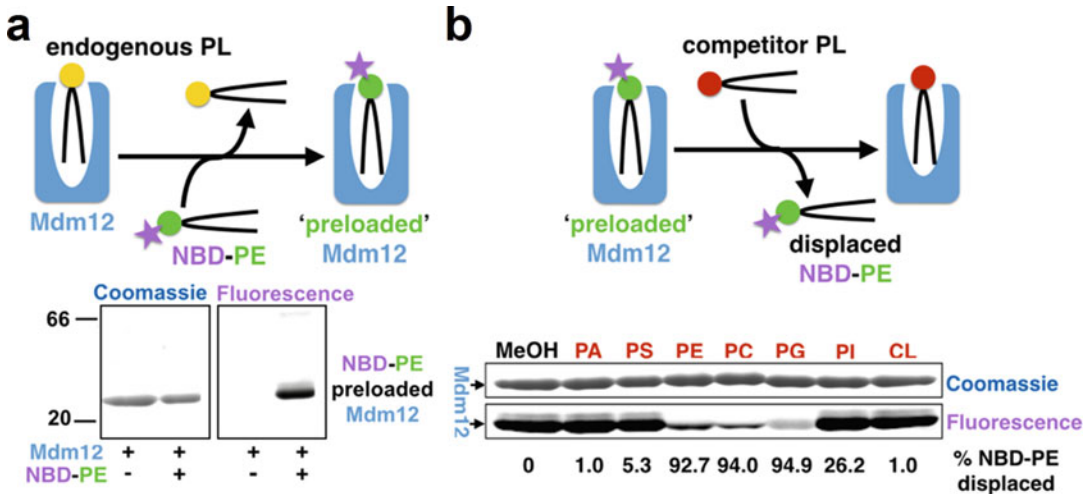 a
endogenous PL
Mdm12
NBD-PE
'preloaded'
Mdm12
Coomassie Fluorescence
66
20
NBD-PE
preloaded
Mdm12
Mdm12 + + + +
NBD-PE - + - +
b
competitor PL
'preloaded'
Mdm12
displaced
NBD-PE
MeOH PA PS PE PC PG PI CL
Mdm12
Coomassie
Fluorescence
0 1.0 5.3 92.7 94.0 94.9 26.2 1.0 % NBD-PE
displaced